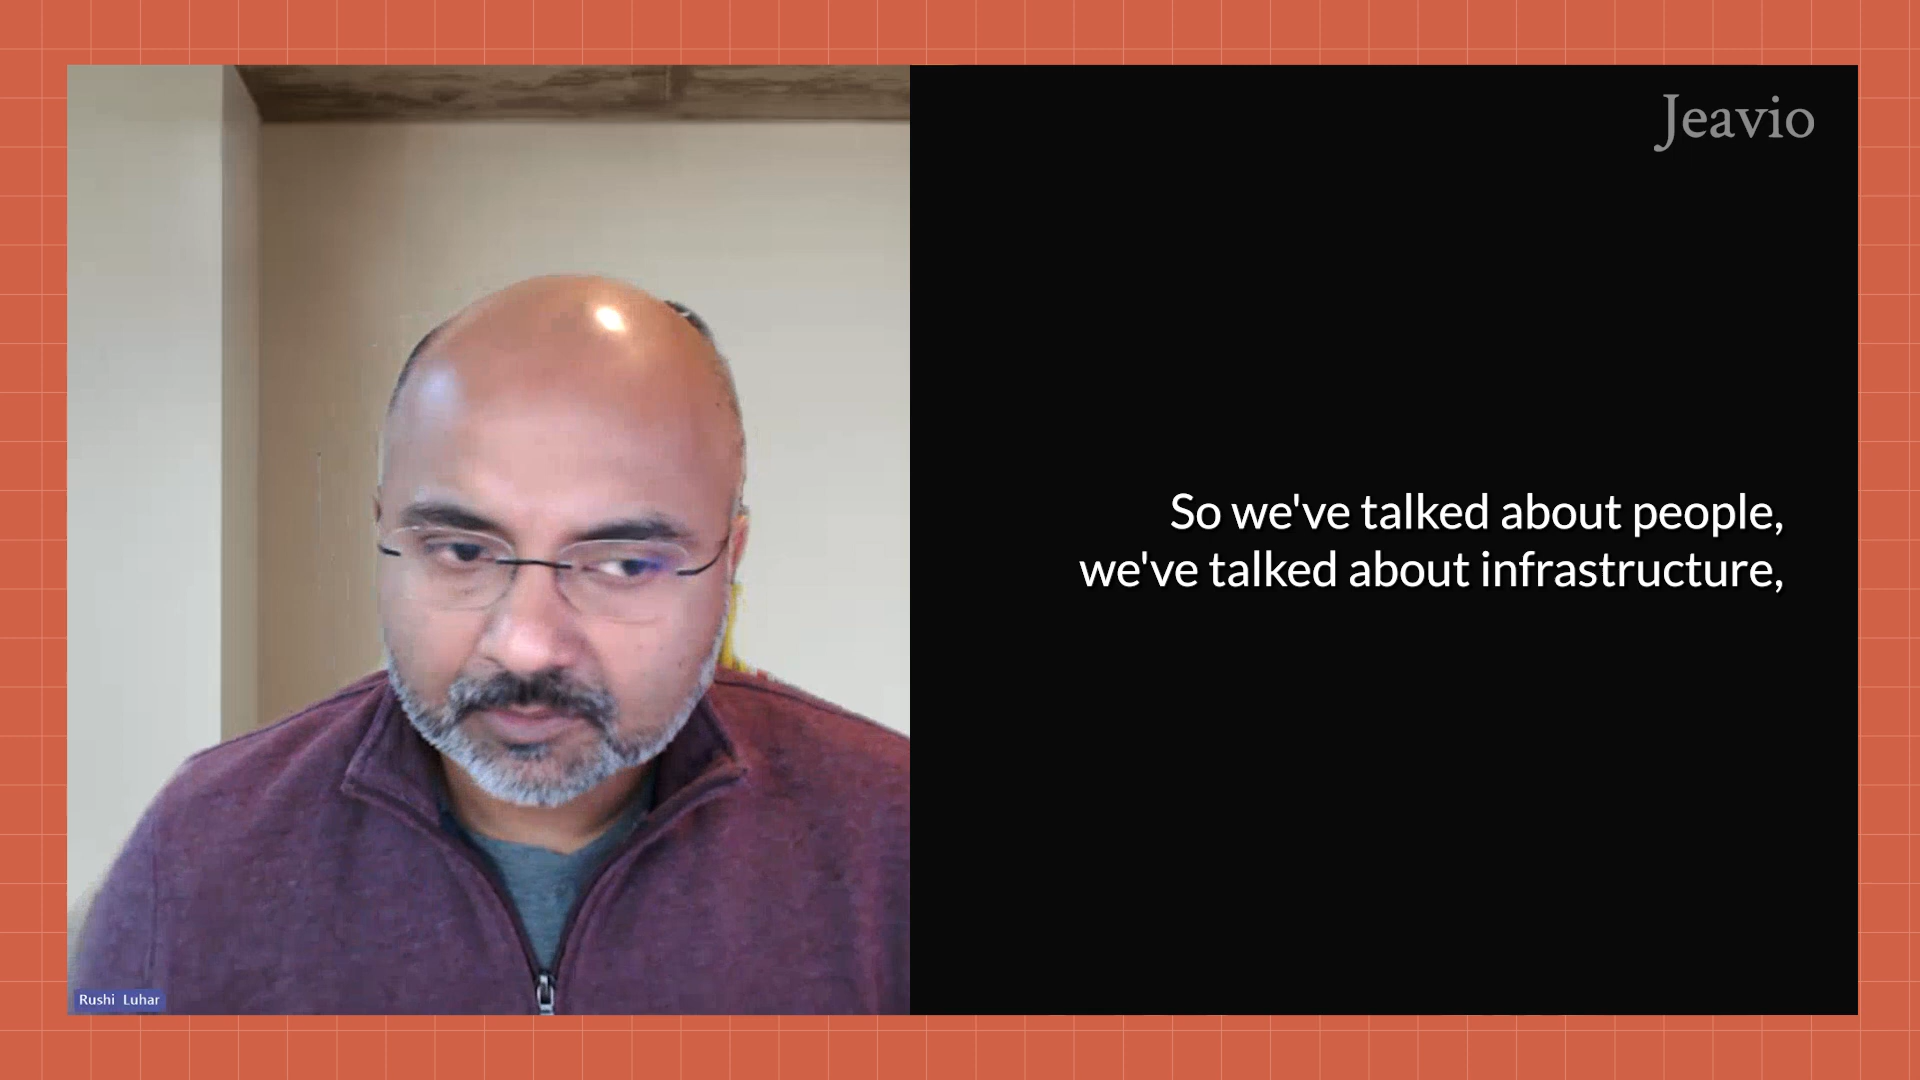 Jeavio
So we've talked about people,
we've talked about infrastructure,
Rushi Luhar